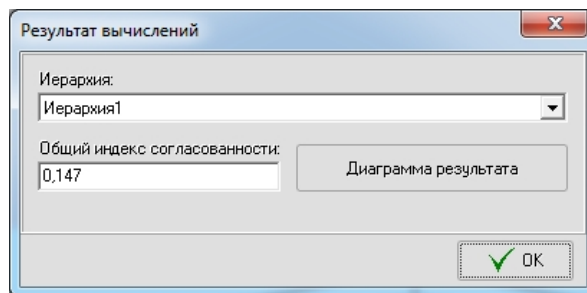 Результат вычислений
Иерархия:
Иерархия1
Общий индекс согласованности:
0,147
Диаграмма результата
OK